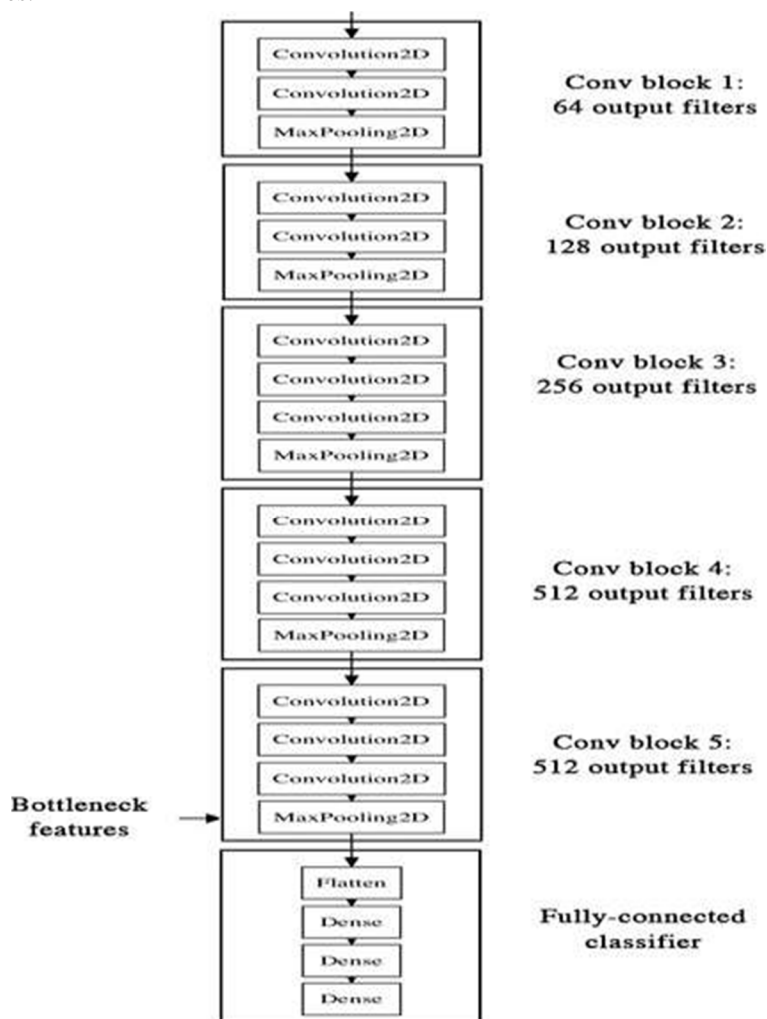 Convolution2D
Convolution2D
MaxPooling2D
Conv block 1:
64 output filters
Convolution2D
Convolution2D
MaxPooling2D
Conv block 2:
128 output filters
Convolution2D
Convolution2D
Convolution2D
MaxPooling2D
Conv block 3:
256 output filters
Convolution2D
Convolution2D
Convolution2D
MaxPooling2D
Conv block 4:
512 output filters
Convolution2D
Convolution2D
Convolution2D
MaxPooling2D
Conv block 5:
512 output filters
Bottleneck
features
Flatten
Dense
Dense
Dense
Fully-connected
classifier